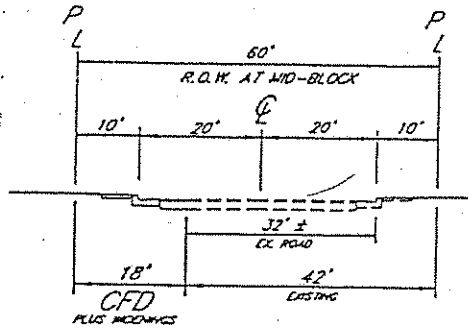 P
L
P
L
60'
R.O.W. AT MID-BLOCK
C
L
10'
20'
20'
10'
32' ±
EX. ROAD
18'
42'
CFD
EXISTING
PLUS WIDENINGS